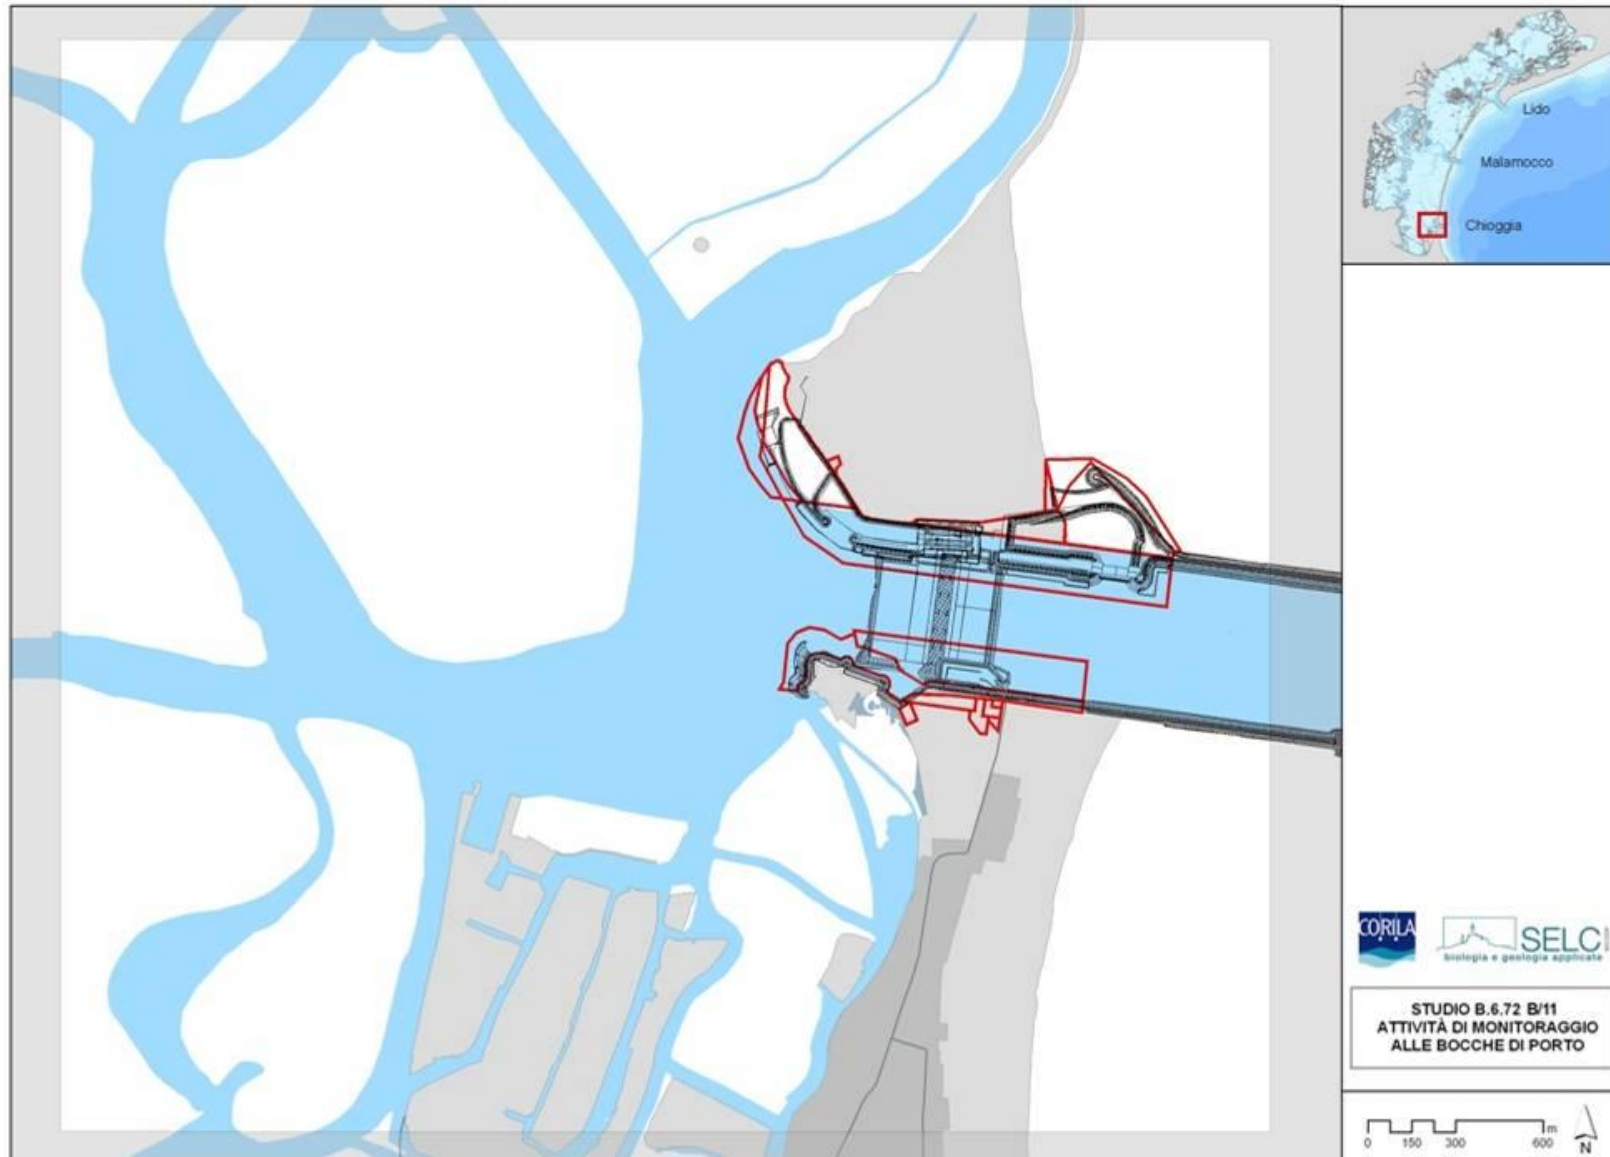 Lido
Malamocco
Chioggia
CORILA
SELC
biologia e geologia applicate
STUDIO B.6.72 B/11
ATTIVITÀ DI MONITORAGGIO
ALLE BOCCHE DI PORTO
m
0 150 300 600
N